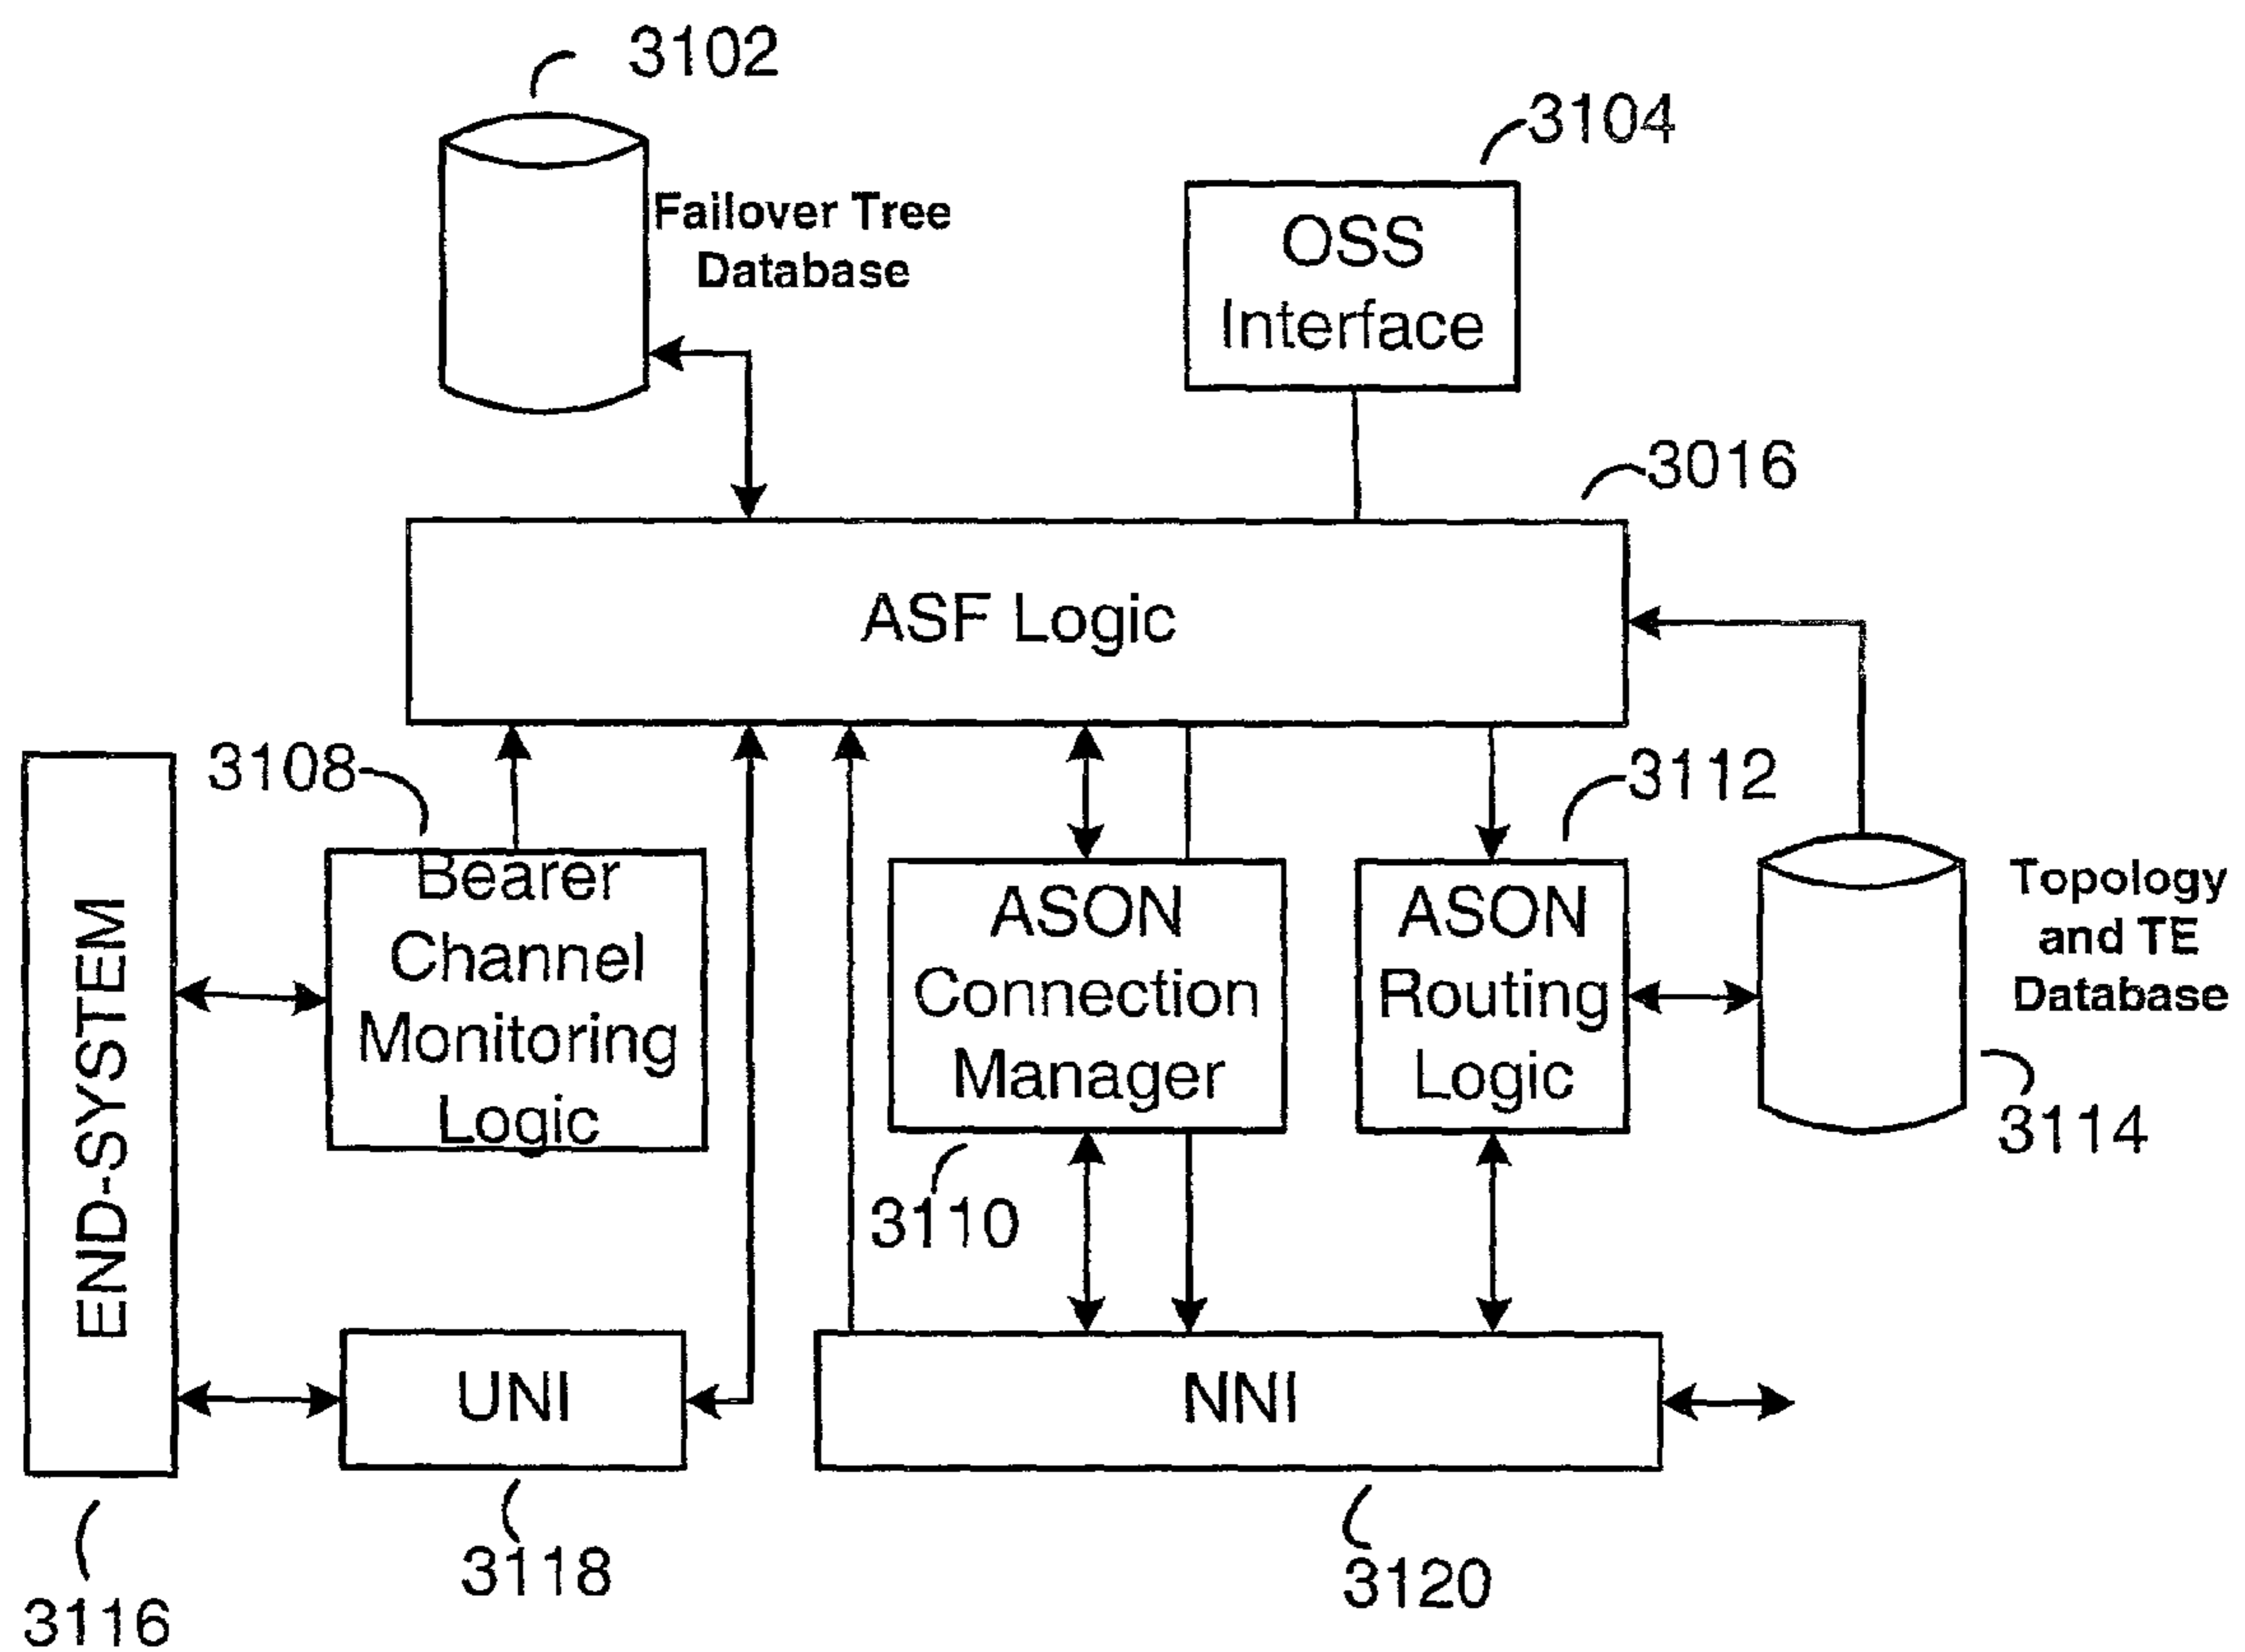 3102
3104
Failover Tree
Database
OSS
Interface
3016
ASF Logic
3108
3112
END-SYSTEM
Bearer
Channel
Monitoring
Logic
ASON
Connection
Manager
ASON
Routing
Logic
Topology
and TE
Database
3114
3110
UNI
NNI
3118
3120
3116